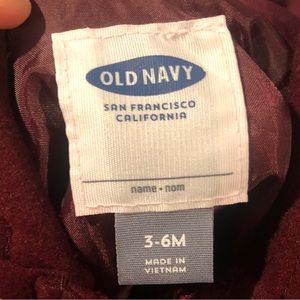 OLD NAVY
SAN FRANCISCO
CALIFORNIA
name • nom
3-6M
MADE IN
VIETNAM